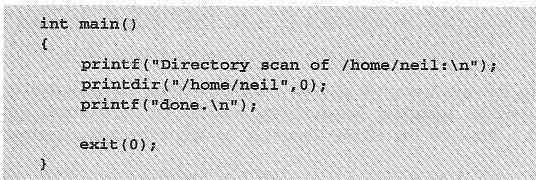 int main()
{
    printf("Directory scan of /home/neil:\n");
    printdir("/home/neil",0);
    printf("done.\n");

    exit(0);
}